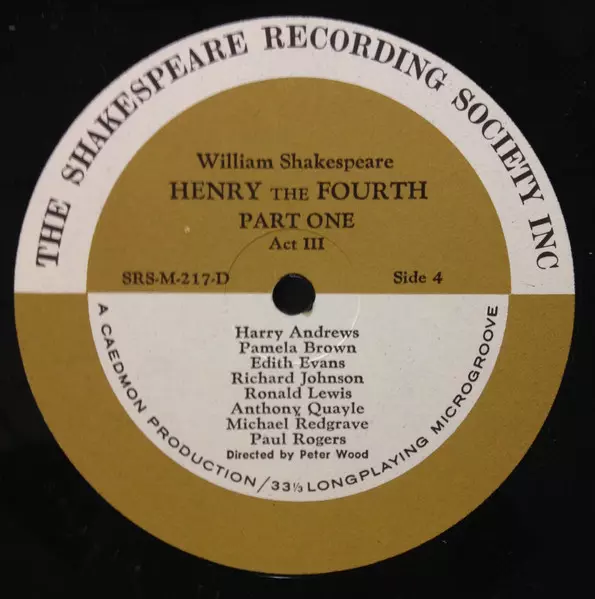 THE SHAKESPEARE RECORDING SOCIETY INC
William Shakespeare
HENRY THE FOURTH
PART ONE
Act III
SRS-M-217-D Side 4
Harry Andrews
Pamela Brown
Edith Evans
Richard Johnson
Ronald Lewis
Anthony Quayle
Michael Redgrave
Paul Rogers
Directed by Peter Wood
A CAEDMON PRODUCTION/33⅓ LONGPLAYING MICROGROOVE